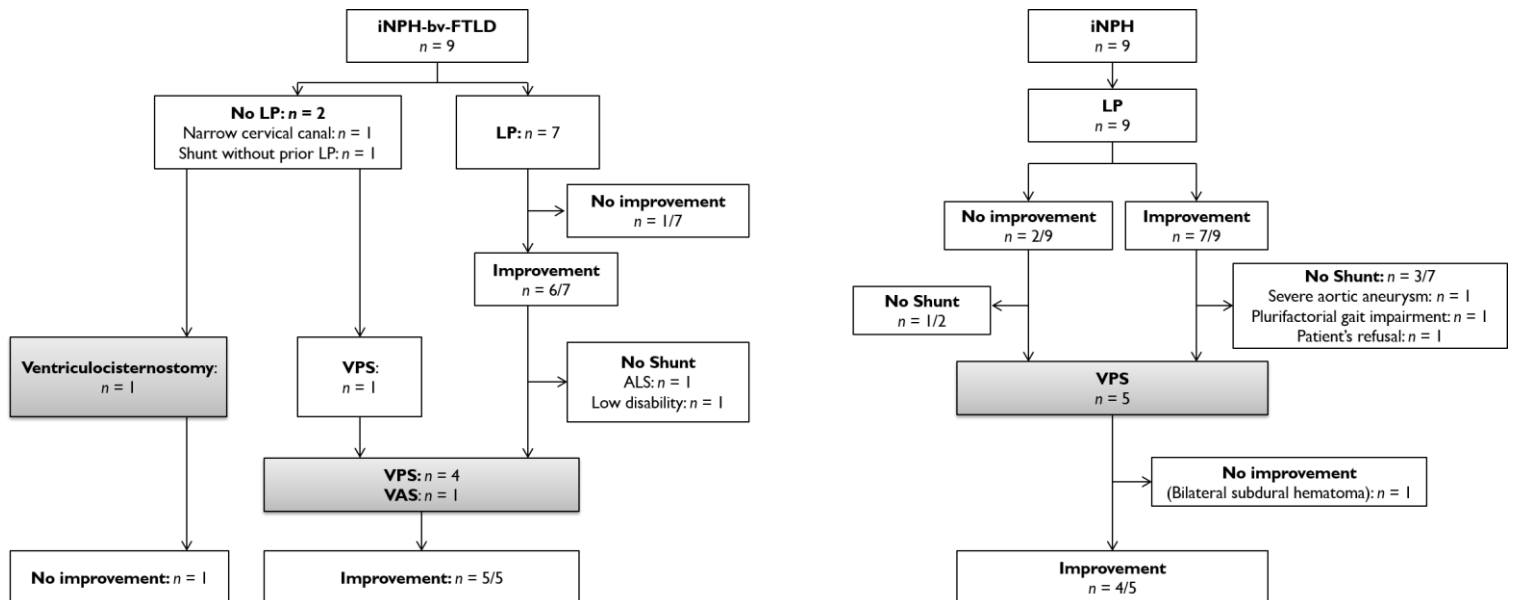 iNPH-bv-FTLD
n = 9
No LP: n = 2
Narrow cervical canal: n = 1
Shunt without prior LP: n = 1
LP: n = 7
No improvement
n = 1/7
Improvement
n = 6/7
Ventriculocisternostomy:
n = 1
VPS:
n = 1
No Shunt
ALS: n = 1
Low disability: n = 1
VPS: n = 4
VAS: n = 1
No improvement: n = 1
Improvement: n = 5/5
iNPH
n = 9
LP
n = 9
No improvement
n = 2/9
Improvement
n = 7/9
No Shunt
n = 1/2
No Shunt: n = 3/7
Severe aortic aneurysm: n = 1
Plurifactorial gait impairment: n = 1
Patient's refusal: n = 1
VPS
n = 5
No improvement
(Bilateral subdural hematoma): n = 1
Improvement
n = 4/5